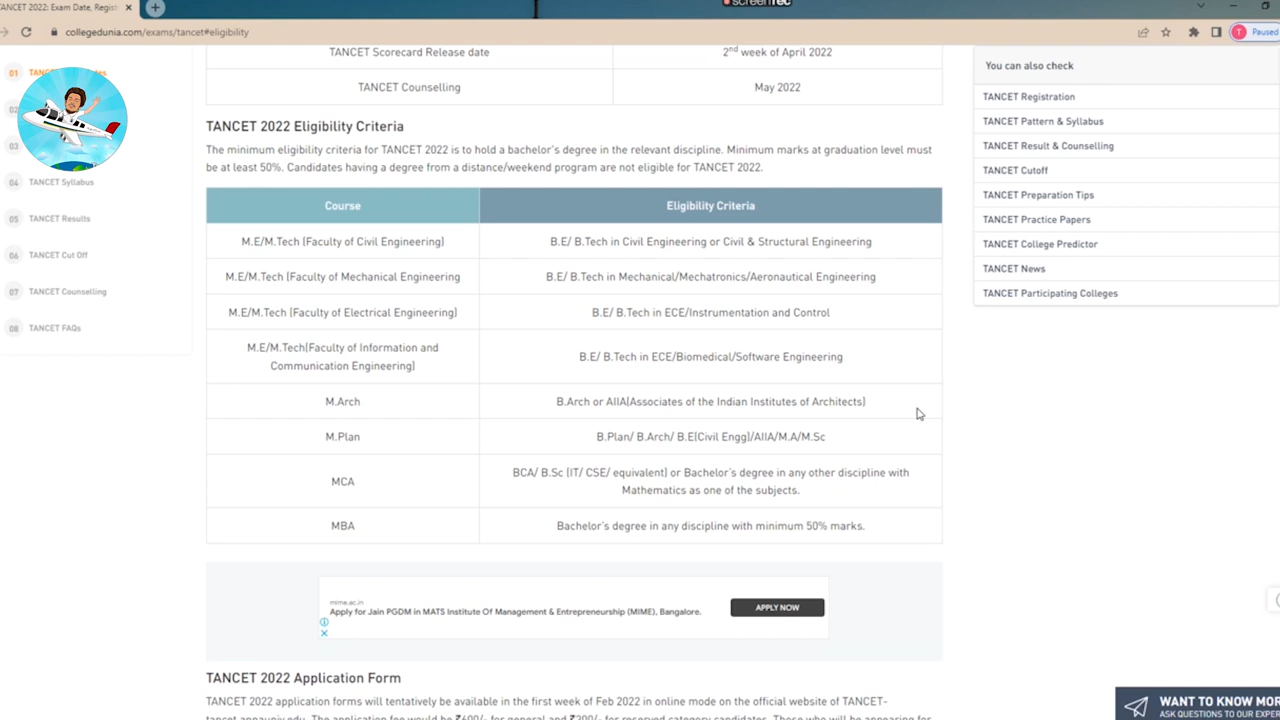 TANCET 2022: Exam Date, Regist
collegedunia.com/exams/tancet#eligibility
Paused
01
02
03
04 TANCET Syllabus
05 TANCET Results
06 TANCET Cut Off
07 TANCET Counselling
08 TANCET FAQs
TANCET Scorecard Release date 2nd week of April 2022
TANCET Counselling May 2022
TANCET 2022 Eligibility Criteria
The minimum eligibility criteria for TANCET 2022 is to hold a bachelor's degree in the relevant discipline. Minimum marks at graduation level must
be at least 50%. Candidates having a degree from a distance/weekend program are not eligible for TANCET 2022.
Course Eligibility Criteria
M.E/M.Tech (Faculty of Civil Engineering) B.E/ B.Tech in Civil Engineering or Civil & Structural Engineering
M.E/M.Tech (Faculty of Mechanical Engineering B.E/ B.Tech in Mechanical/Mechatronics/Aeronautical Engineering
M.E/M.Tech (Faculty of Electrical Engineering) B.E/ B.Tech in ECE/Instrumentation and Control
M.E/M.Tech(Faculty of Information and
Communication Engineering)
B.E/ B.Tech in ECE/Biomedical/Software Engineering
M.Arch B.Arch or AIIA(Associates of the Indian Institutes of Architects)
M.Plan B.Plan/ B.Arch/ B.E(Civil Engg)/AIIA/M.A/M.Sc
MCA
BCA/ B.Sc (IT/ CSE/ equivalent) or Bachelor's degree in any other discipline with
Mathematics as one of the subjects.
MBA Bachelor's degree in any discipline with minimum 50% marks.
mime.ac.in
Apply for Join PGDM in MATS Institute Of Management & Entrepreneurship (MIME), Bangalore.
APPLY NOW
TANCET 2022 Application Form
TANCET 2022 application forms will tentatively be available in the first week of Feb 2022 in online mode on the official website of TANCET-
You can also check
TANCET Registration
TANCET Pattern & Syllabus
TANCET Result & Counselling
TANCET Cutoff
TANCET Preparation Tips
TANCET Practice Papers
TANCET College Predictor
TANCET News
TANCET Participating Colleges
WANT TO KNOW MOR
ASK QUESTIONS TO OUR EXPER